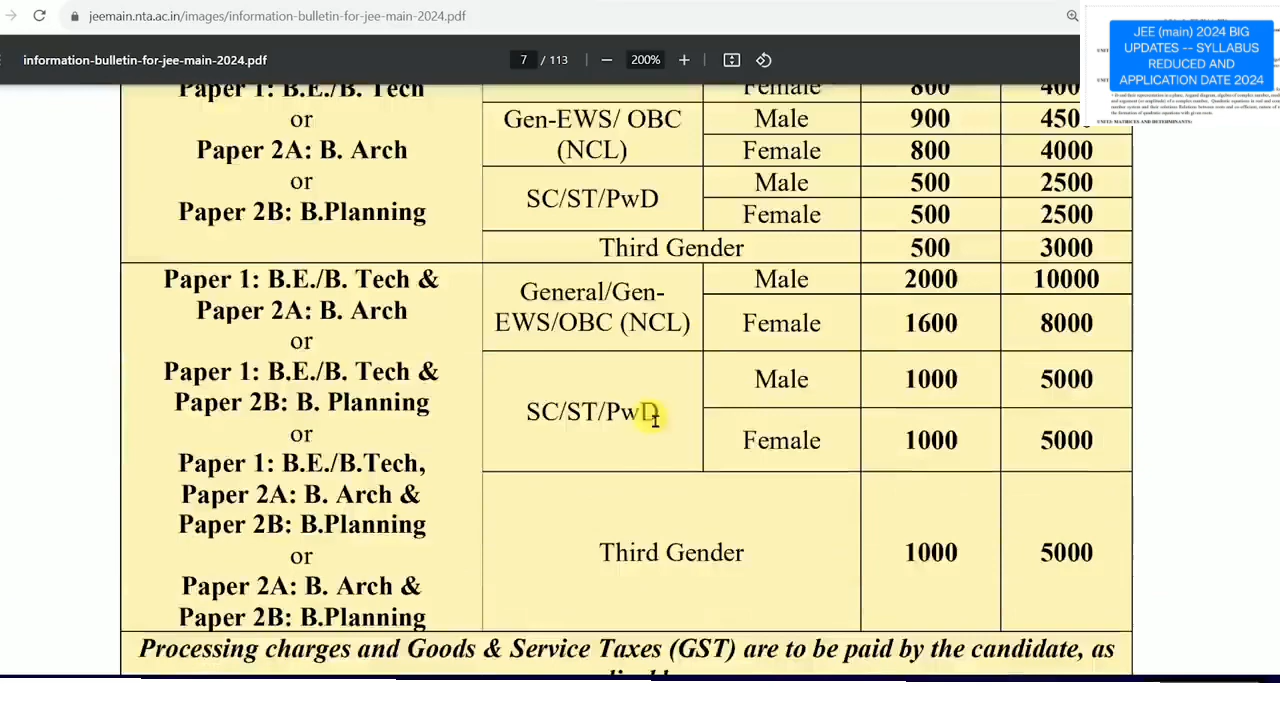 jeemain.nta.ac.in/images/information-bulletin-for-jee-main-2024.pdf
information-bulletin-for-jee-main-2024.pdf
7 / 113
200%
JEE (main) 2024 BIG
UPDATES -- SYLLABUS
REDUCED AND
APPLICATION DATE 2024
UNIT2: MATRICES AND DETERMINANTS:
Paper 1: B.E./B. Tech
or
Paper 2A: B. Arch
or
Paper 2B: B.Planning
Female 800 400
Gen-EWS/ OBC
(NCL)
Male 900 450
Female 800 4000
SC/ST/PwD
Male 500 2500
Female 500 2500
Third Gender 500 3000
Paper 1: B.E./B. Tech &
Paper 2A: B. Arch
or
Paper 1: B.E./B. Tech &
Paper 2B: B. Planning
or
Paper 1: B.E./B.Tech,
Paper 2A: B. Arch &
Paper 2B: B.Planning
or
Paper 2A: B. Arch &
Paper 2B: B.Planning
General/Gen-
EWS/OBC (NCL)
Male 2000 10000
Female 1600 8000
SC/ST/PwD
Male 1000 5000
Female 1000 5000
Third Gender 1000 5000
Processing charges and Goods & Service Taxes (GST) are to be paid by the candidate, as